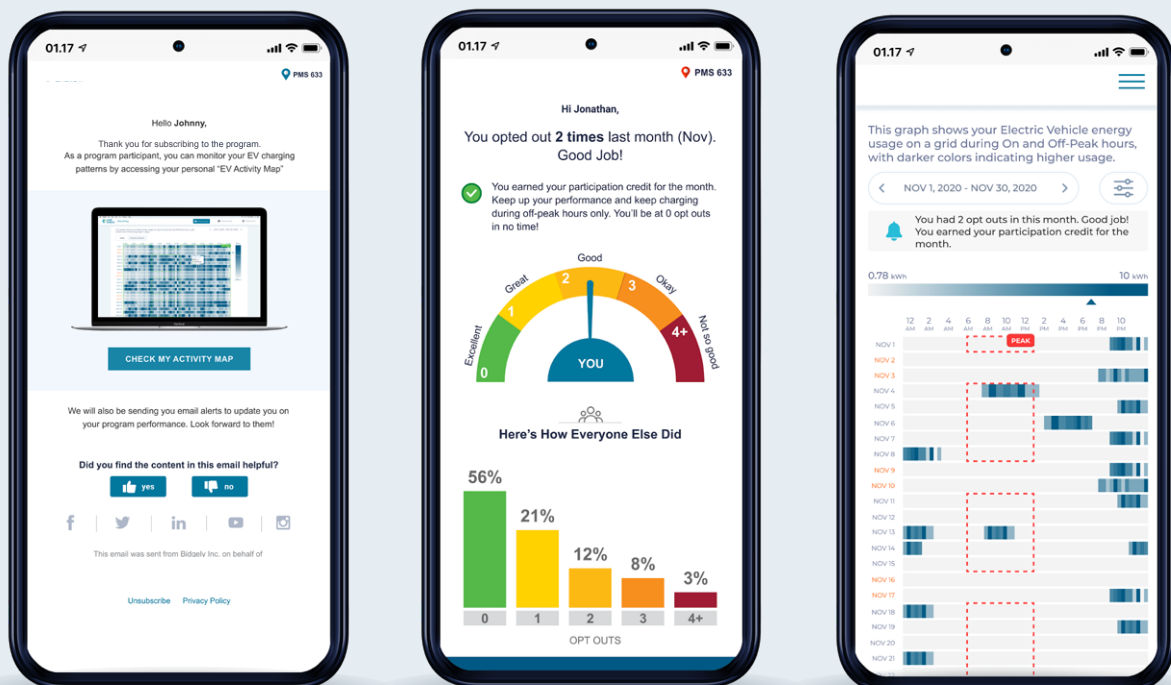 01.17
PMS 633
Hello Johnny,
Thank you for subscribing to the program.
As a program participant, you can monitor your EV charging
patterns by accessing your personal “EV Activity Map”
CHECK MY ACTIVITY MAP
We will also be sending you email alerts to update you on
your program performance. Look forward to them!
Did you find the content in this email helpful?
yes
no
This email was sent from Bidgely Inc. on behalf of
Unsubscribe Privacy Policy
01.17
PMS 633
Hi Jonathan,
You opted out 2 times last month (Nov).
Good Job!
You earned your participation credit for the month.
Keep up your performance and keep charging
during off-peak hours only. You’ll be at 0 opt outs
in no time!
Excellent
Great
Good
Okay
Not so good
0
1
2
3
4+
YOU
Here’s How Everyone Else Did
56%
21%
12%
8%
3%
0 1 2 3 4+
OPT OUTS
01.17
This graph shows your Electric Vehicle energy
usage on a grid during On and Off-Peak hours,
with darker colors indicating higher usage.
NOV 1, 2020 - NOV 30, 2020
You had 2 opt outs in this month. Good job!
You earned your participation credit for the
month.
0.78 kWh 10 kWh
12 2 4 6 8 10 12 2 4 6 8 10
AM AM AM AM AM AM PM PM PM PM PM PM
PEAK
NOV 1
NOV 2
NOV 3
NOV 4
NOV 5
NOV 6
NOV 7
NOV 8
NOV 9
NOV 10
NOV 11
NOV 12
NOV 13
NOV 14
NOV 15
NOV 16
NOV 17
NOV 18
NOV 19
NOV 20
NOV 21